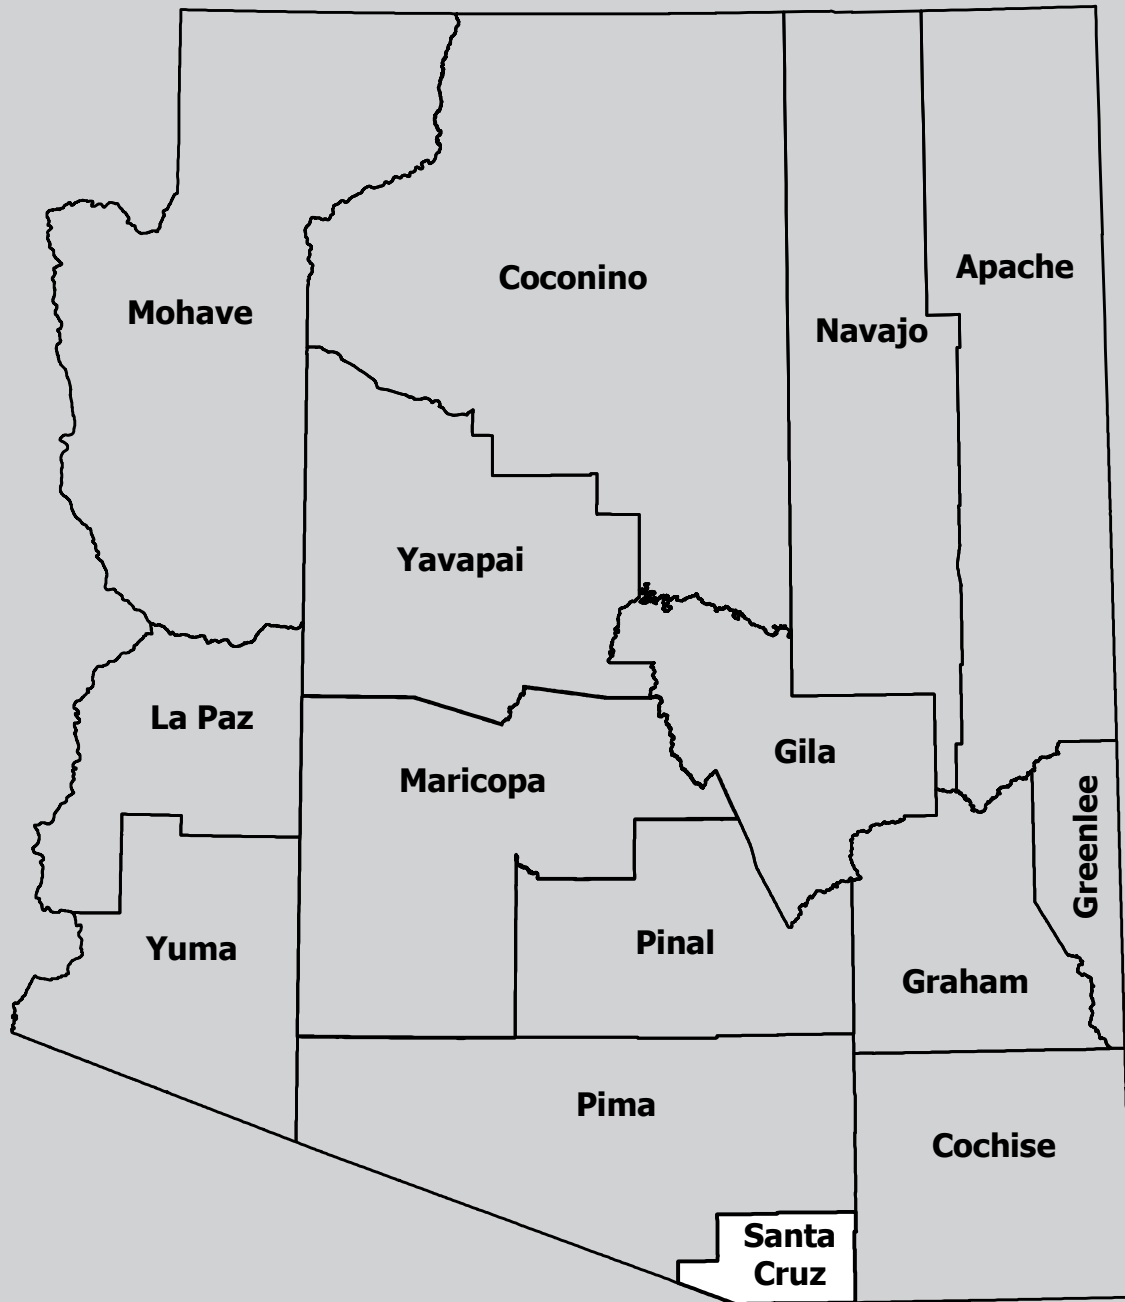 Apache
Coconino
Mohave
Navajo
Yavapai
La Paz
Gila
Maricopa
Greenlee
Yuma
Pinal
Graham
Pima
Cochise
Santa
Cruz